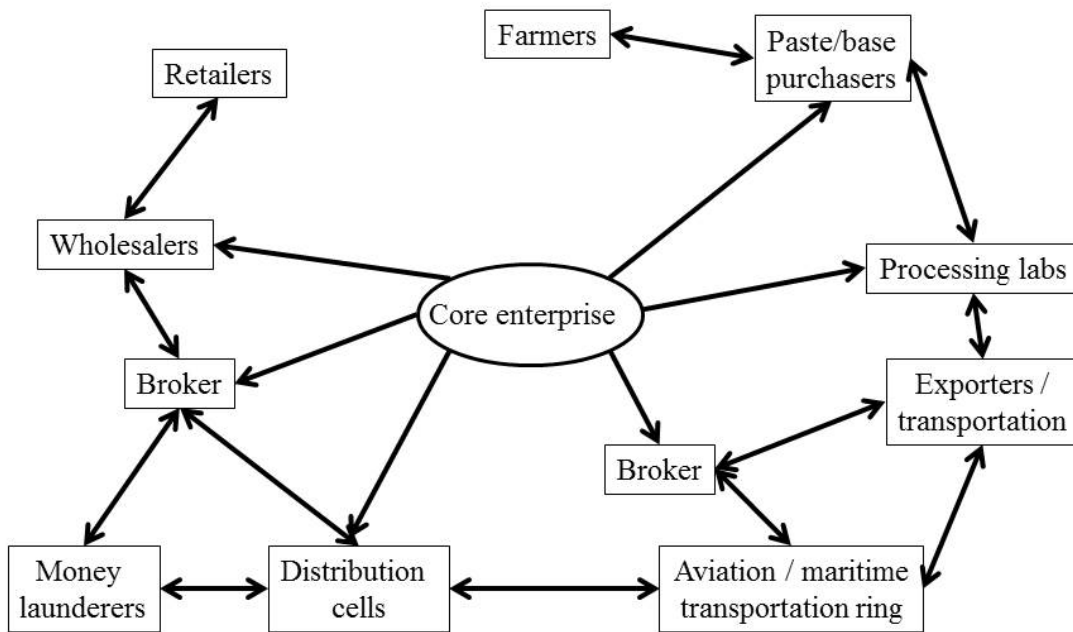 Farmers
Paste/base
purchasers
Retailers
Wholesalers
Processing labs
Core enterprise
Broker
Exporters /
transportation
Broker
Money
launderers
Distribution
cells
Aviation / maritime
transportation ring